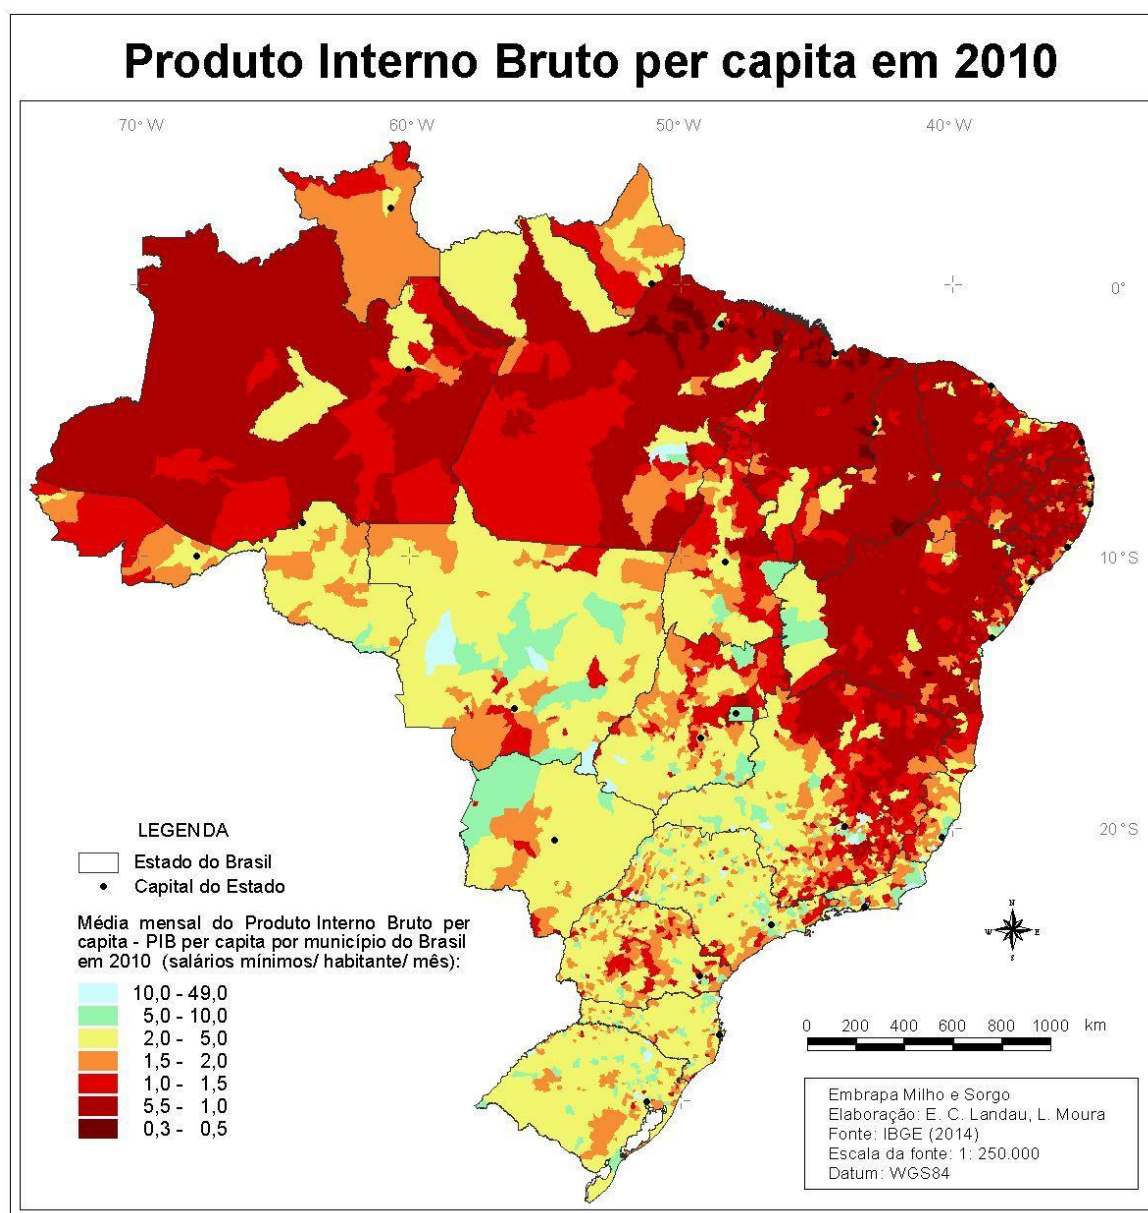 Produto Interno Bruto per capita em 2010
70° W 60° W 50° W 40° W
0°
10°S
20°S
LEGENDA
Estado do Brasil
Capital do Estado
Média mensal do Produto Interno Bruto per
capita - PIB per capita por município do Brasil
em 2010 (salários mínimos/ habitante/ mês):
10,0 - 49,0
5,0 - 10,0
2,0 - 5,0
1,5 - 2,0
1,0 - 1,5
5,5 - 1,0
0,3 - 0,5
N
W E
S
0 200 400 600 800 1000 km
Embrapa Milho e Sorgo
Elaboração: E. C. Landau, L. Moura
Fonte: IBGE (2014)
Escala da fonte: 1: 250.000
Datum: WGS84